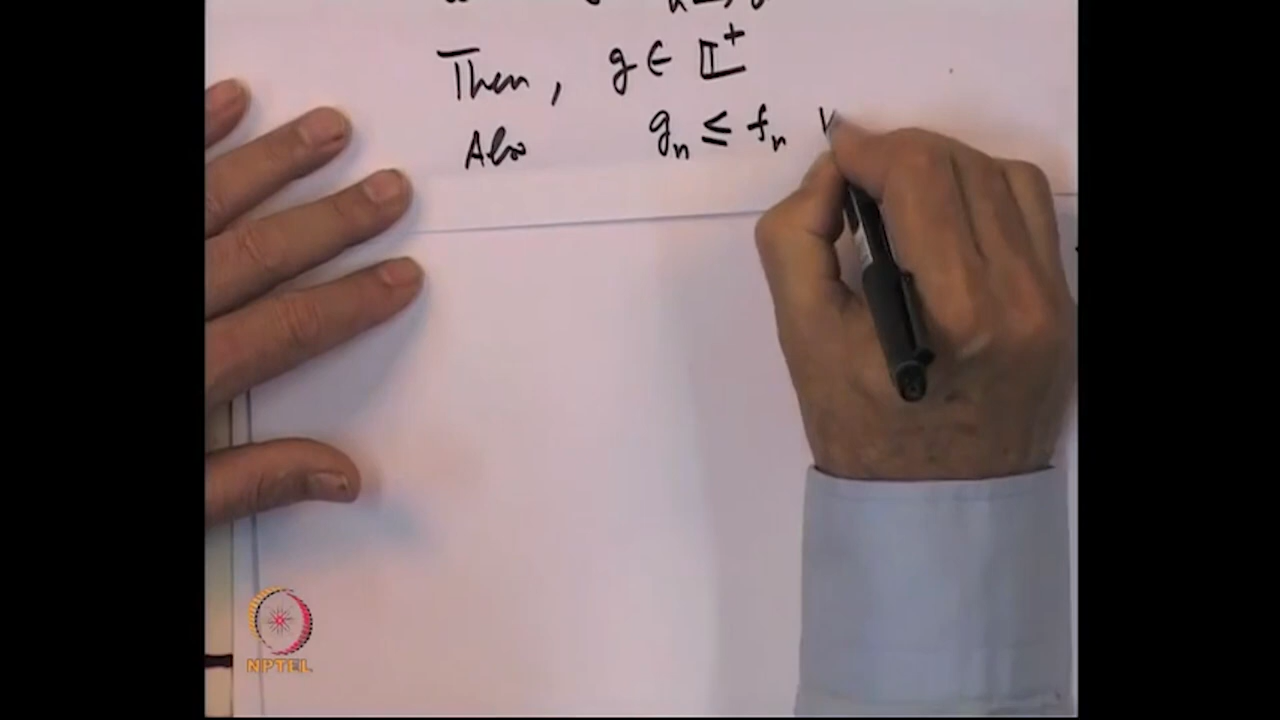 Then, g ∈ 𝕃⁺
Also gₙ ≤ fₙ
NPTEL